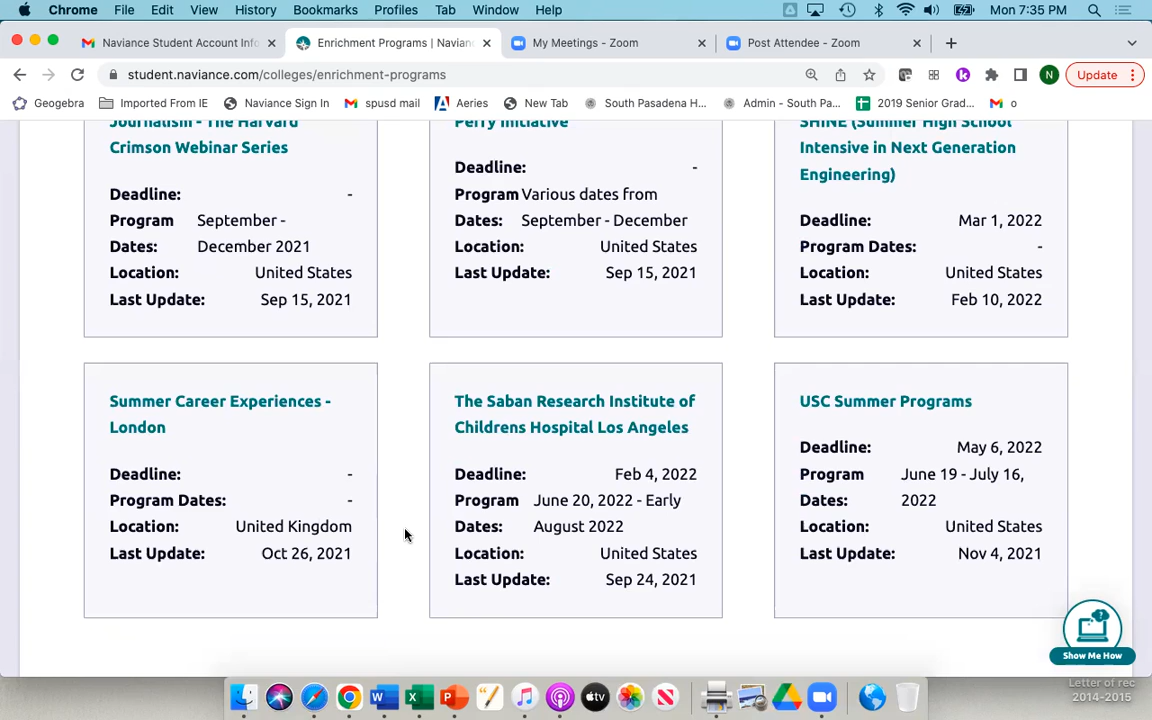 Chrome File Edit View History Bookmarks Profiles Tab Window Help Mon 7:35 PM
Naviance Student Account Info Enrichment Programs | Navian My Meetings - Zoom Post Attendee - Zoom
student.naviance.com/colleges/enrichment-programs N Update
Geogebra Imported From IE Naviance Sign In spusd mail Aeries New Tab South Pasadena H... Admin - South Pa... 2019 Senior Grad... o
Journalism - The Harvard
Crimson Webinar Series
Deadline: -
Program September -
Dates: December 2021
Location: United States
Last Update: Sep 15, 2021
Perry Initiative
Deadline: -
Program Various dates from
Dates: September - December
Location: United States
Last Update: Sep 15, 2021
SHINE (Summer High School
Intensive in Next Generation
Engineering)
Deadline: Mar 1, 2022
Program Dates: -
Location: United States
Last Update: Feb 10, 2022
Summer Career Experiences -
London
Deadline: -
Program Dates: -
Location: United Kingdom
Last Update: Oct 26, 2021
The Saban Research Institute of
Childrens Hospital Los Angeles
Deadline: Feb 4, 2022
Program June 20, 2022 - Early
Dates: August 2022
Location: United States
Last Update: Sep 24, 2021
USC Summer Programs
Deadline: May 6, 2022
Program June 19 - July 16,
Dates: 2022
Location: United States
Last Update: Nov 4, 2021
Show Me How
Letter of rec
2014-2015